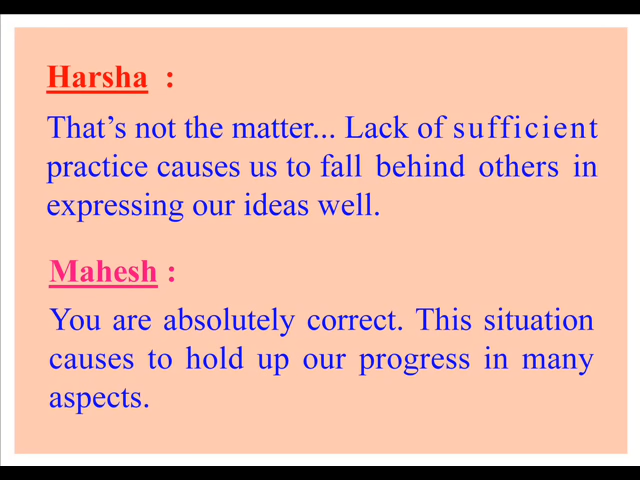 Harsha :
That's not the matter... Lack of sufficient
practice causes us to fall behind others in
expressing our ideas well.
Mahesh :
You are absolutely correct. This situation
causes to hold up our progress in many
aspects.